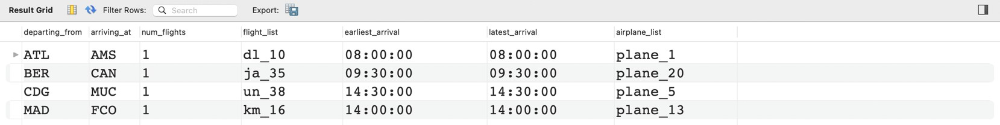 Result Grid Filter Rows: Search Export:
departing_from arriving_at num_flights flight_list earliest_arrival latest_arrival airplane_list
ATL AMS 1 dl_10 08:00:00 08:00:00 plane_1
BER CAN 1 ja_35 09:30:00 09:30:00 plane_20
CDG MUC 1 un_38 14:30:00 14:30:00 plane_5
MAD FCO 1 km_16 14:00:00 14:00:00 plane_13